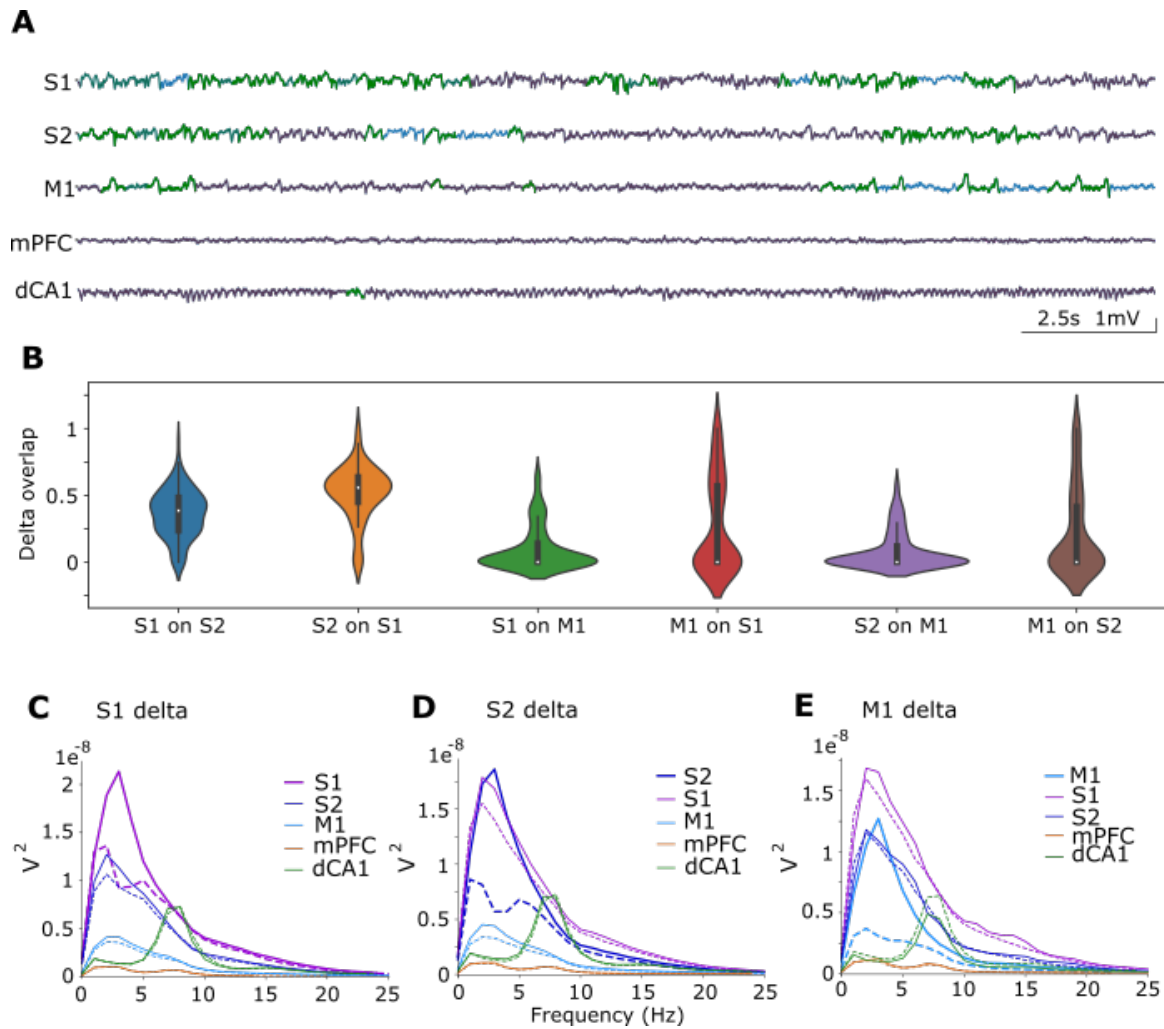 A
S1
S2
M1
mPFC
dCA1
2.5s 1mV
B
Delta overlap
1
0.5
0
S1 on S2
S2 on S1
S1 on M1
M1 on S1
S2 on M1
M1 on S2
C S1 delta
1e-8
V 2
2
1.5
1
0.5
0
0 5 10 15 20 25
S1
S2
M1
mPFC
dCA1
D S2 delta
1e-8
V 2
1.5
1
0.5
0
0 5 10 15 20 25
Frequency (Hz)
S2
S1
M1
mPFC
dCA1
E M1 delta
1e-8
V 2
1.5
1
0.5
0
0 5 10 15 20 25
M1
S1
S2
mPFC
dCA1